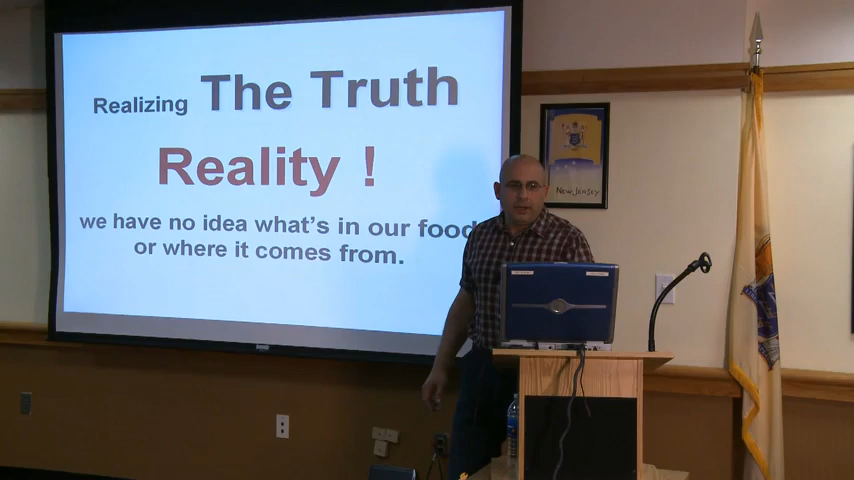 Realizing The Truth
Reality !
we have no idea what's in our food
or where it comes from.
NEW JERSEY